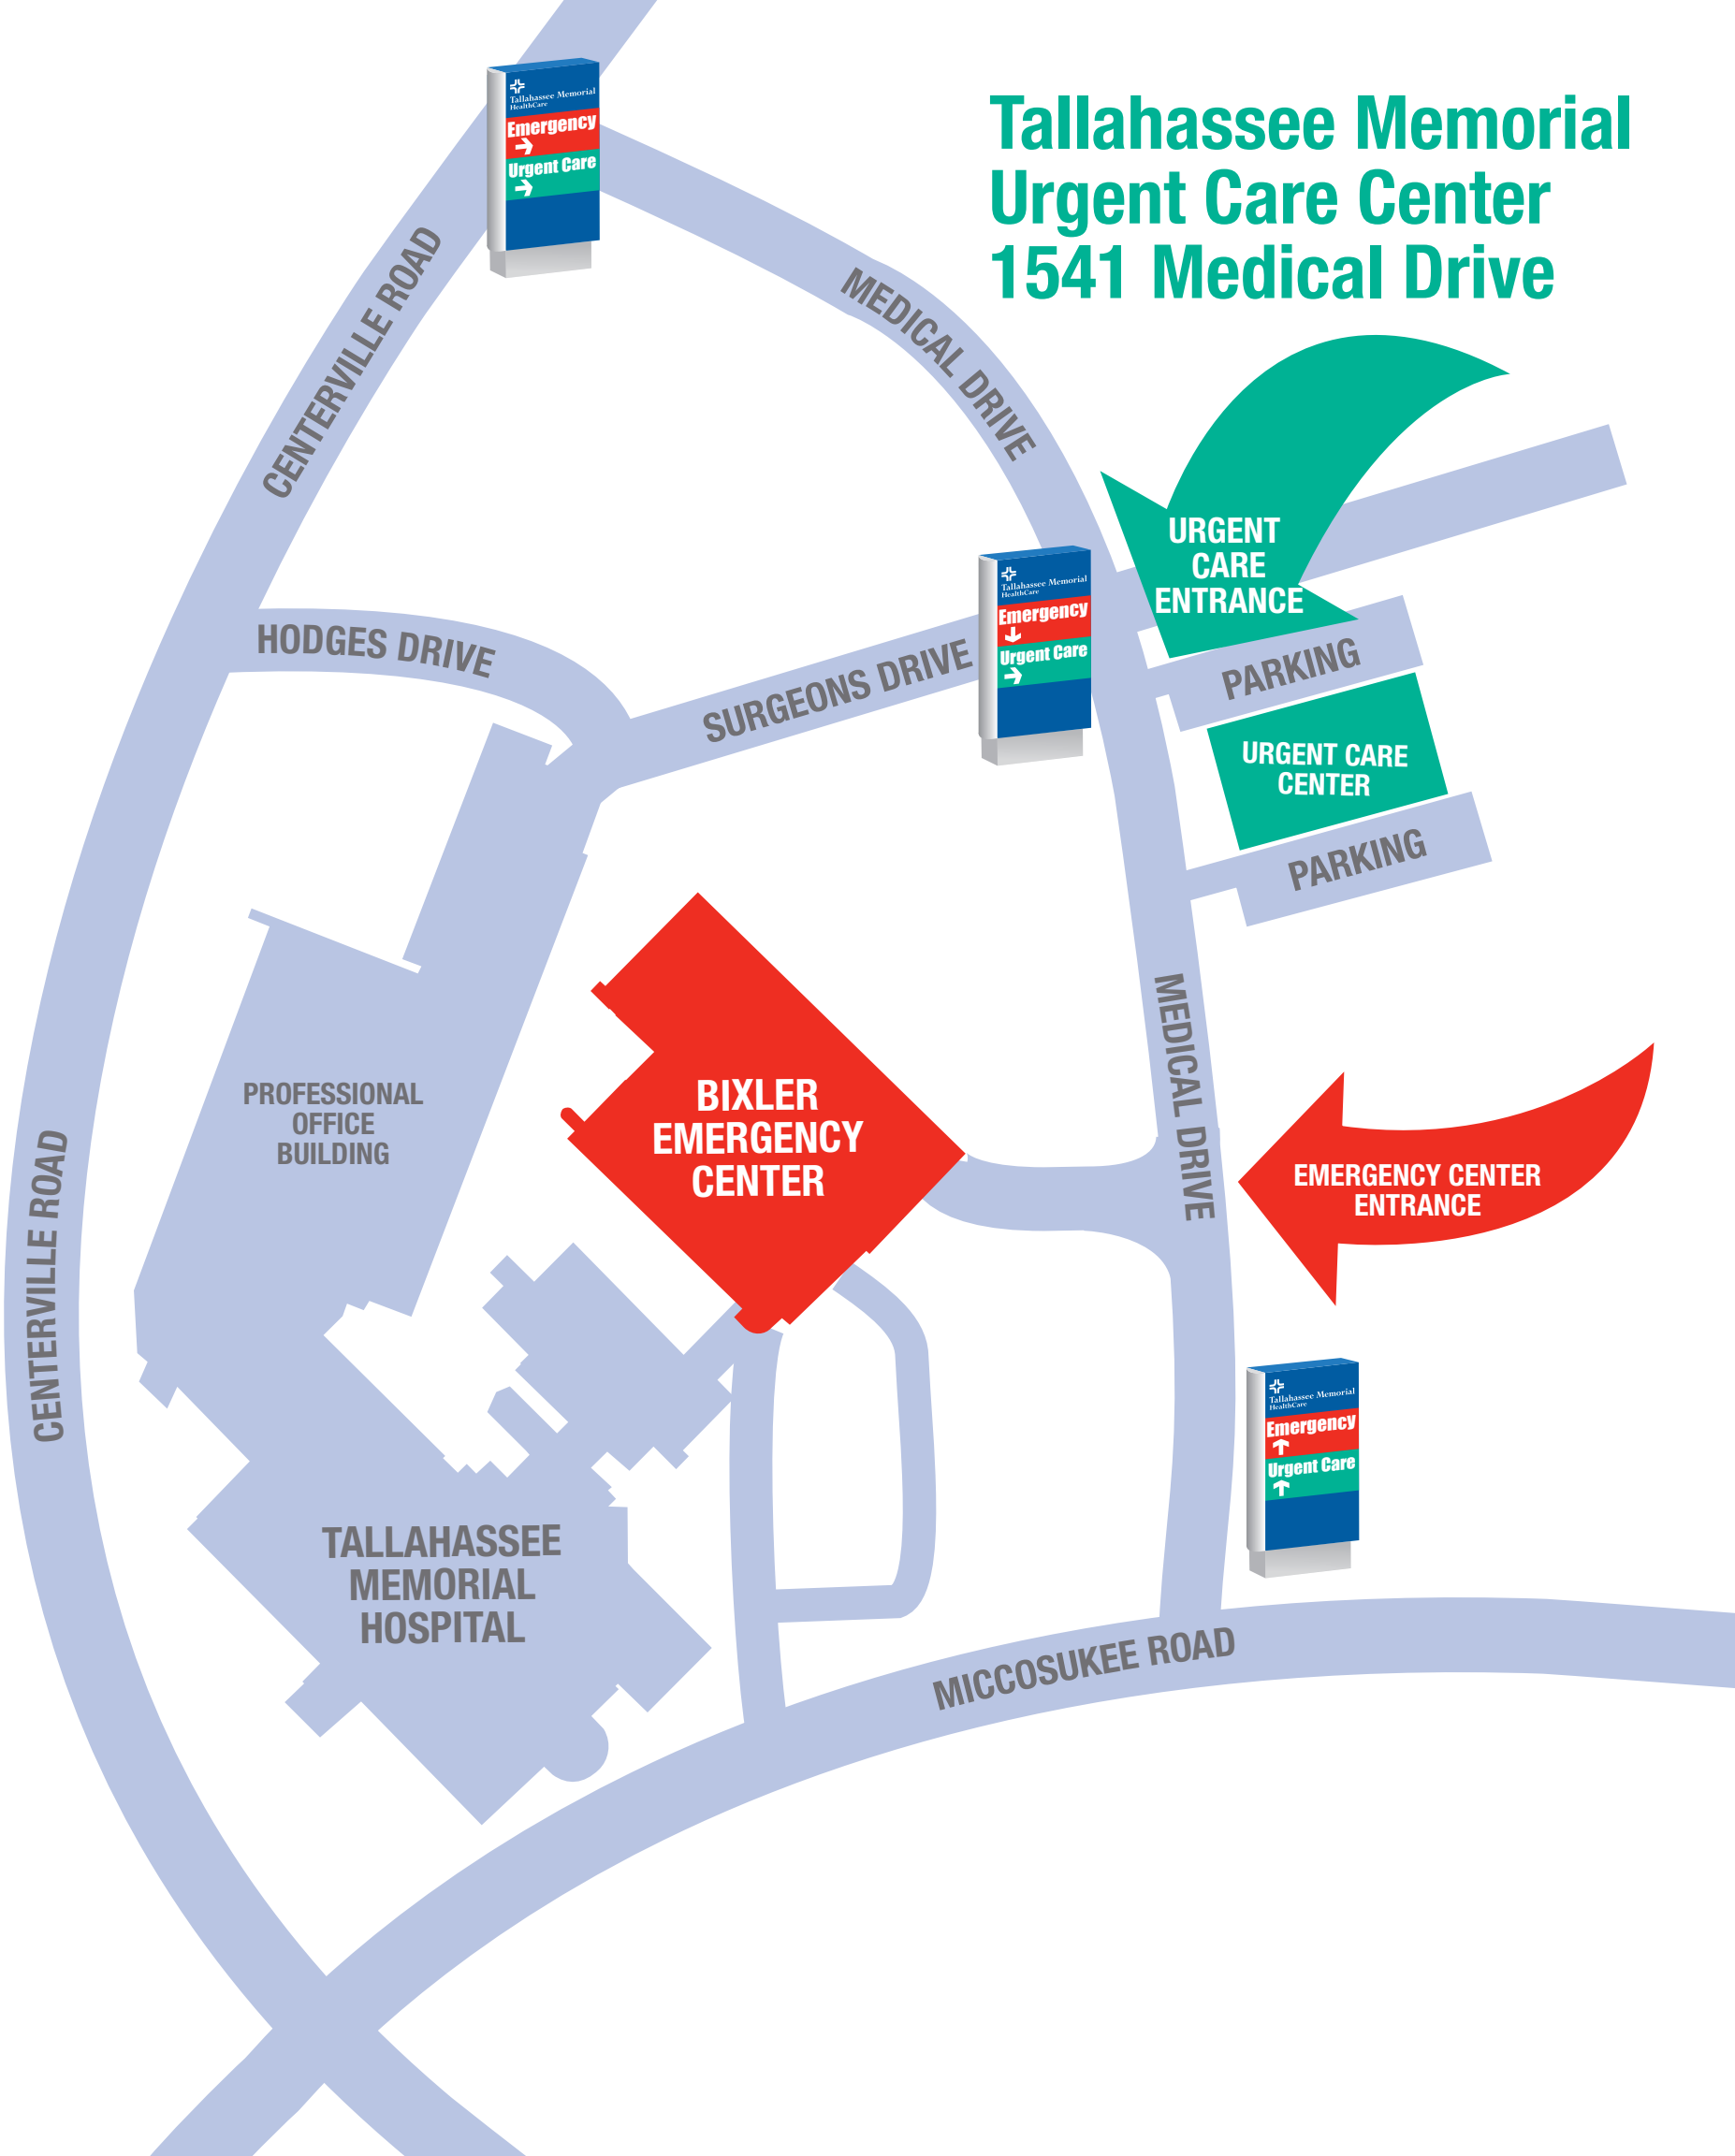 Tallahassee Memorial
Urgent Care Center
1541 Medical Drive
Tallahassee Memorial
HealthCare
Emergency
Urgent Care
CENTERVILLE ROAD
MEDICAL DRIVE
URGENT
CARE
ENTRANCE
Tallahassee Memorial
HealthCare
Emergency
Urgent Care
HODGES DRIVE
SURGEONS DRIVE
PARKING
URGENT CARE
CENTER
PARKING
MEDICAL DRIVE
PROFESSIONAL
OFFICE
BUILDING
BIXLER
EMERGENCY
CENTER
EMERGENCY CENTER
ENTRANCE
CENTERVILLE ROAD
Tallahassee Memorial
HealthCare
Emergency
Urgent Care
TALLAHASSEE
MEMORIAL
HOSPITAL
MICCOSUKEE ROAD